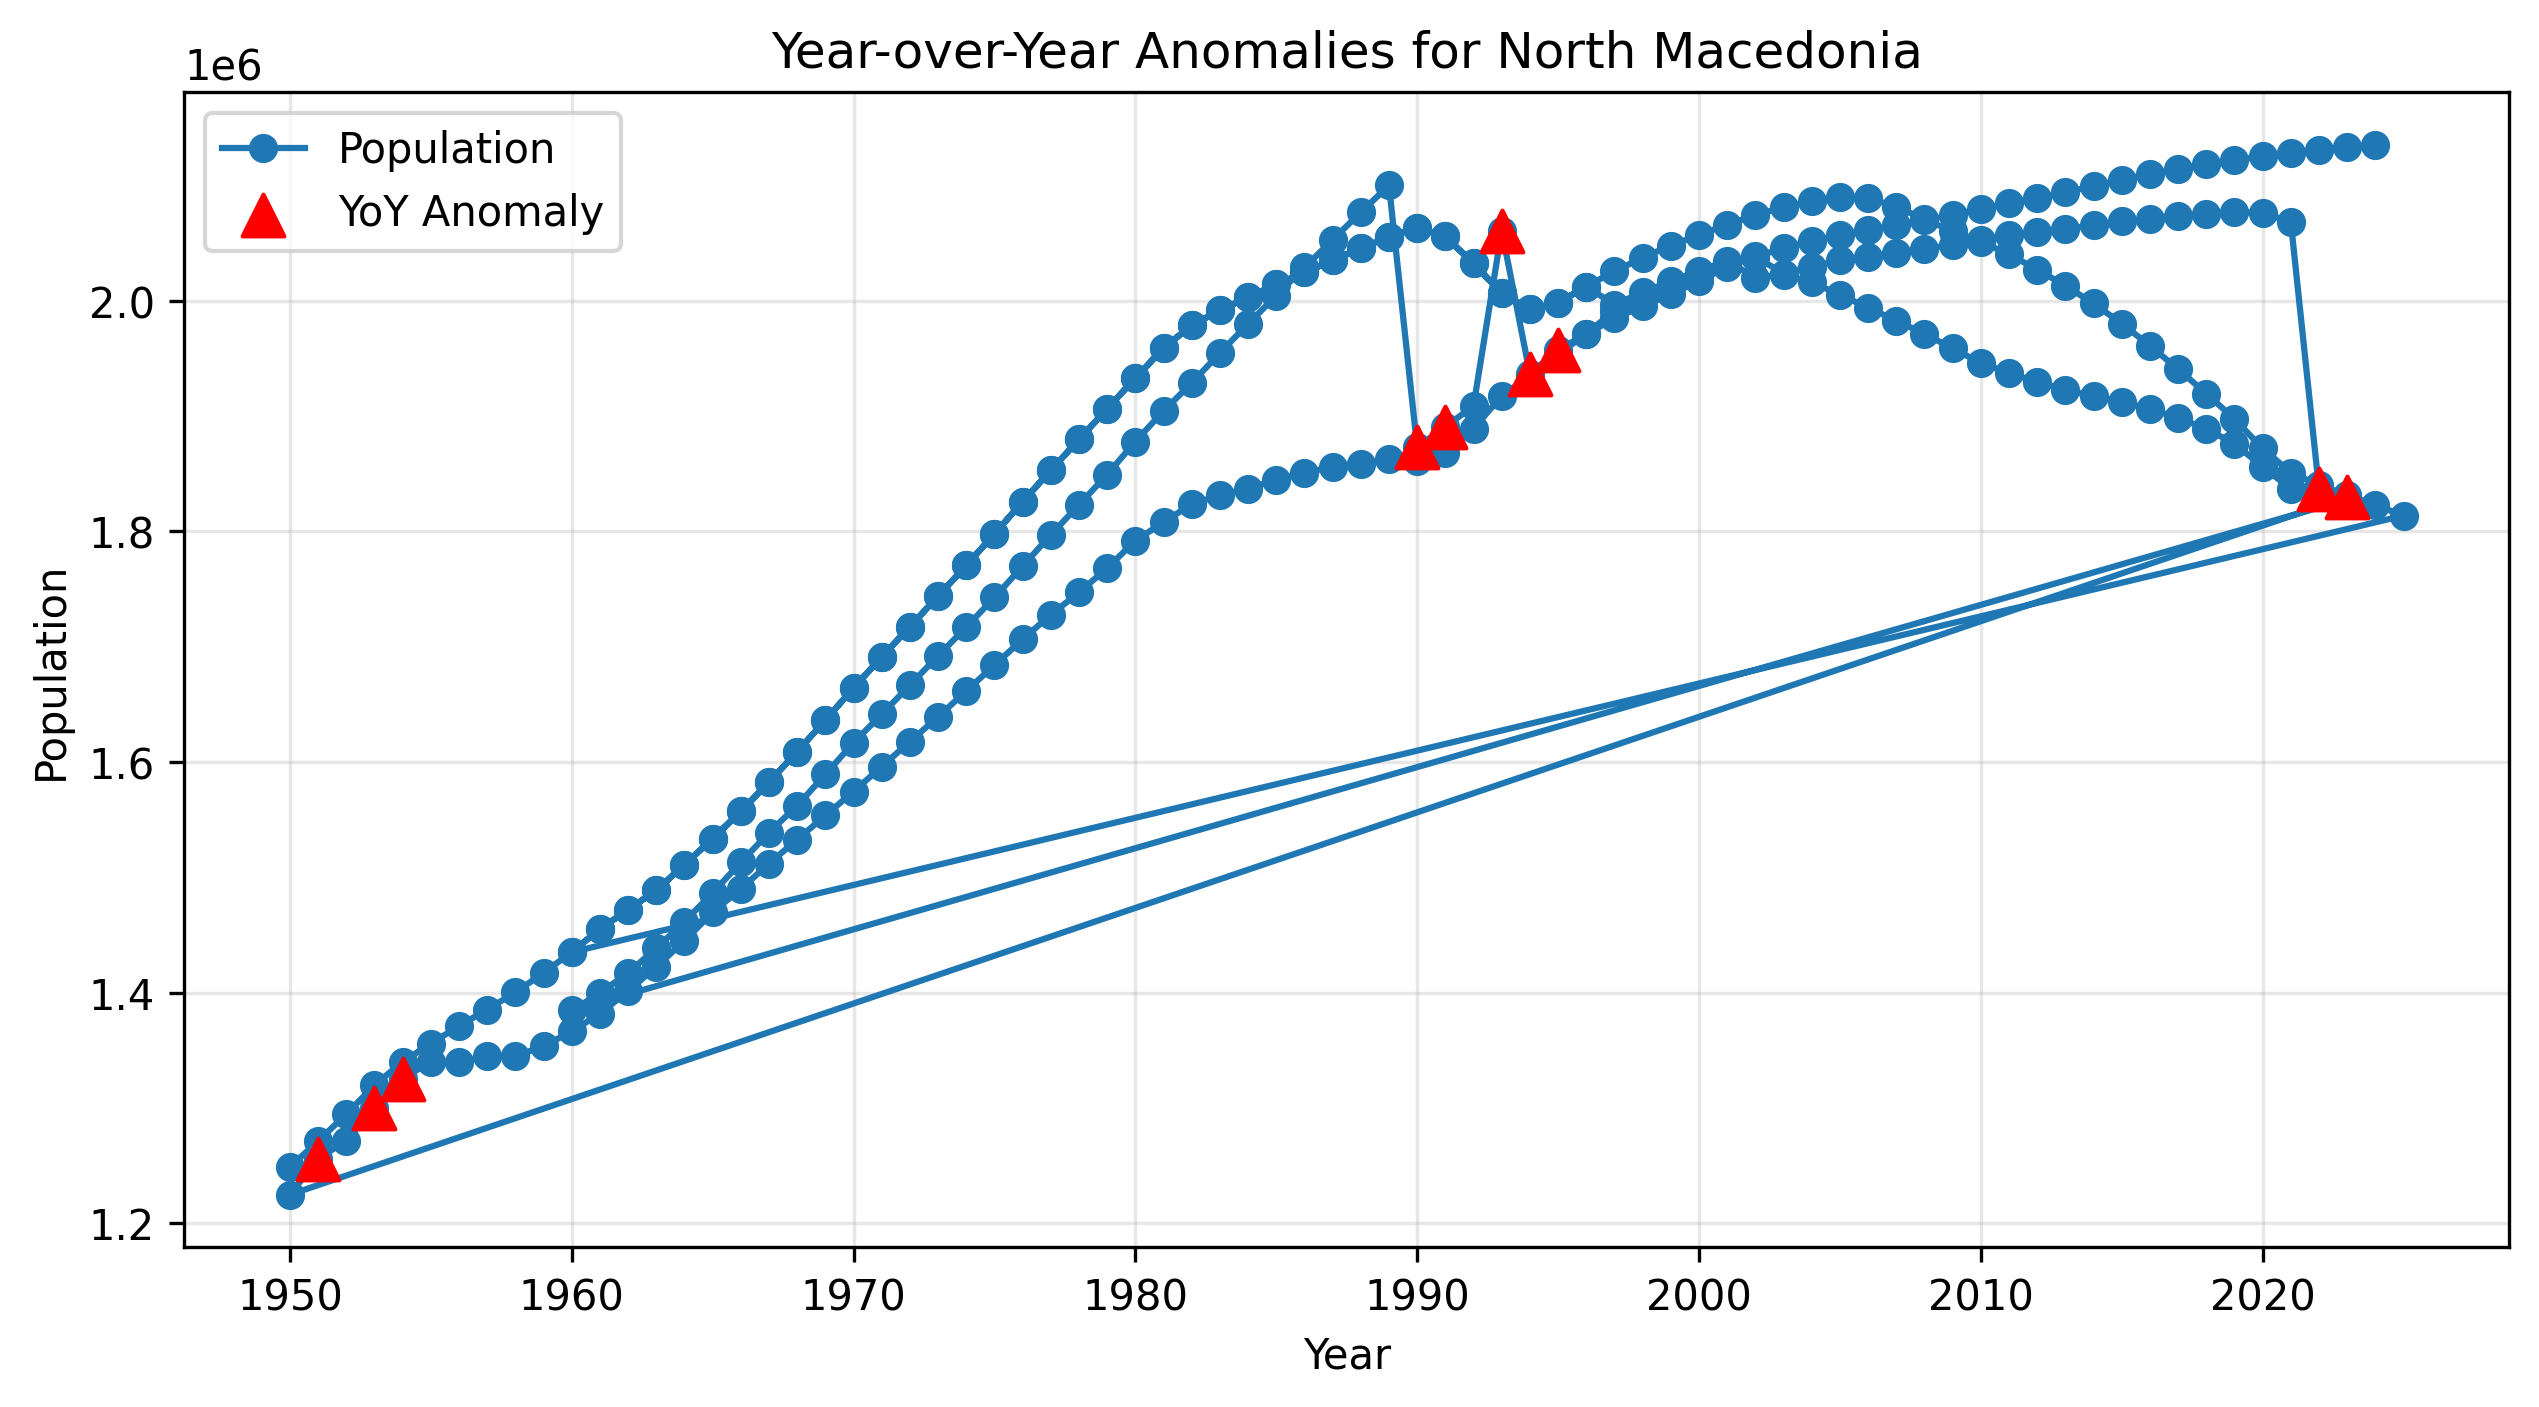 Year-over-Year Anomalies for North Macedonia
1e6
Population
YoY Anomaly
2.0
1.8
1.6
1.4
1.2
Population
1950 1960 1970 1980 1990 2000 2010 2020
Year